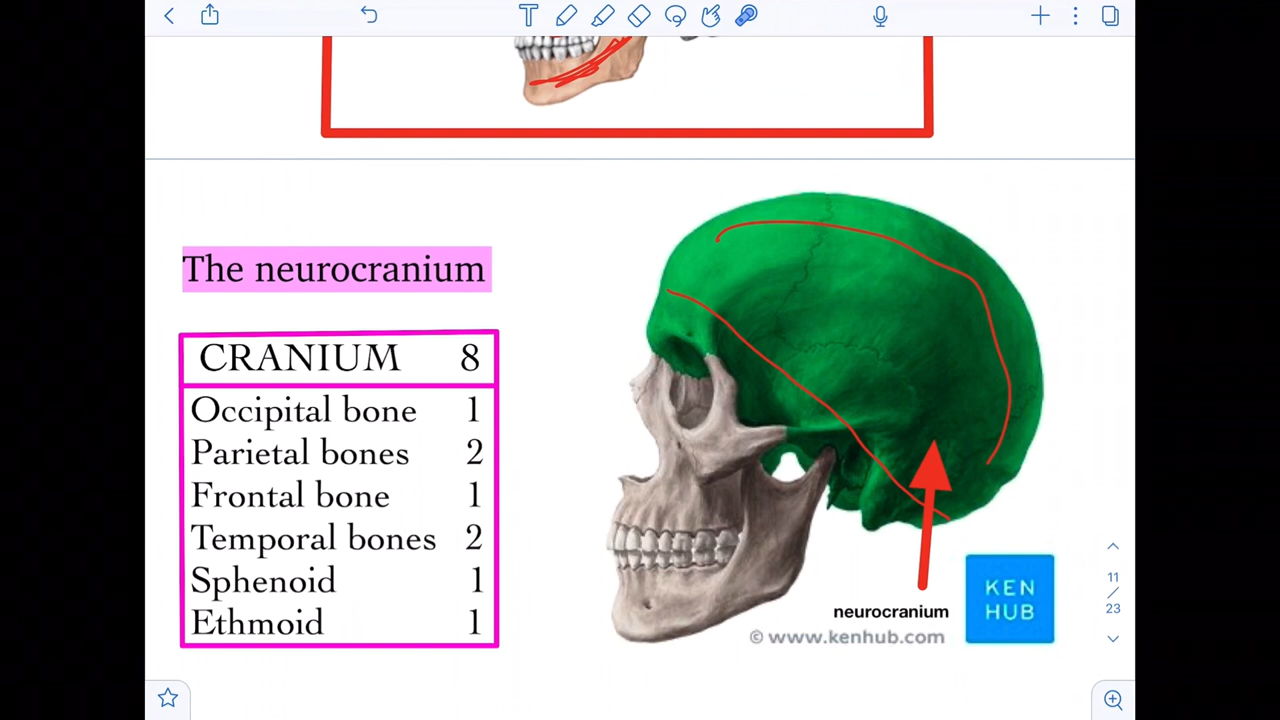 The neurocranium
CRANIUM 8
Occipital bone 1
Parietal bones 2
Frontal bone 1
Temporal bones 2
Sphenoid 1
Ethmoid 1
neurocranium
© www.kenhub.com
KEN
HUB
11
/
23